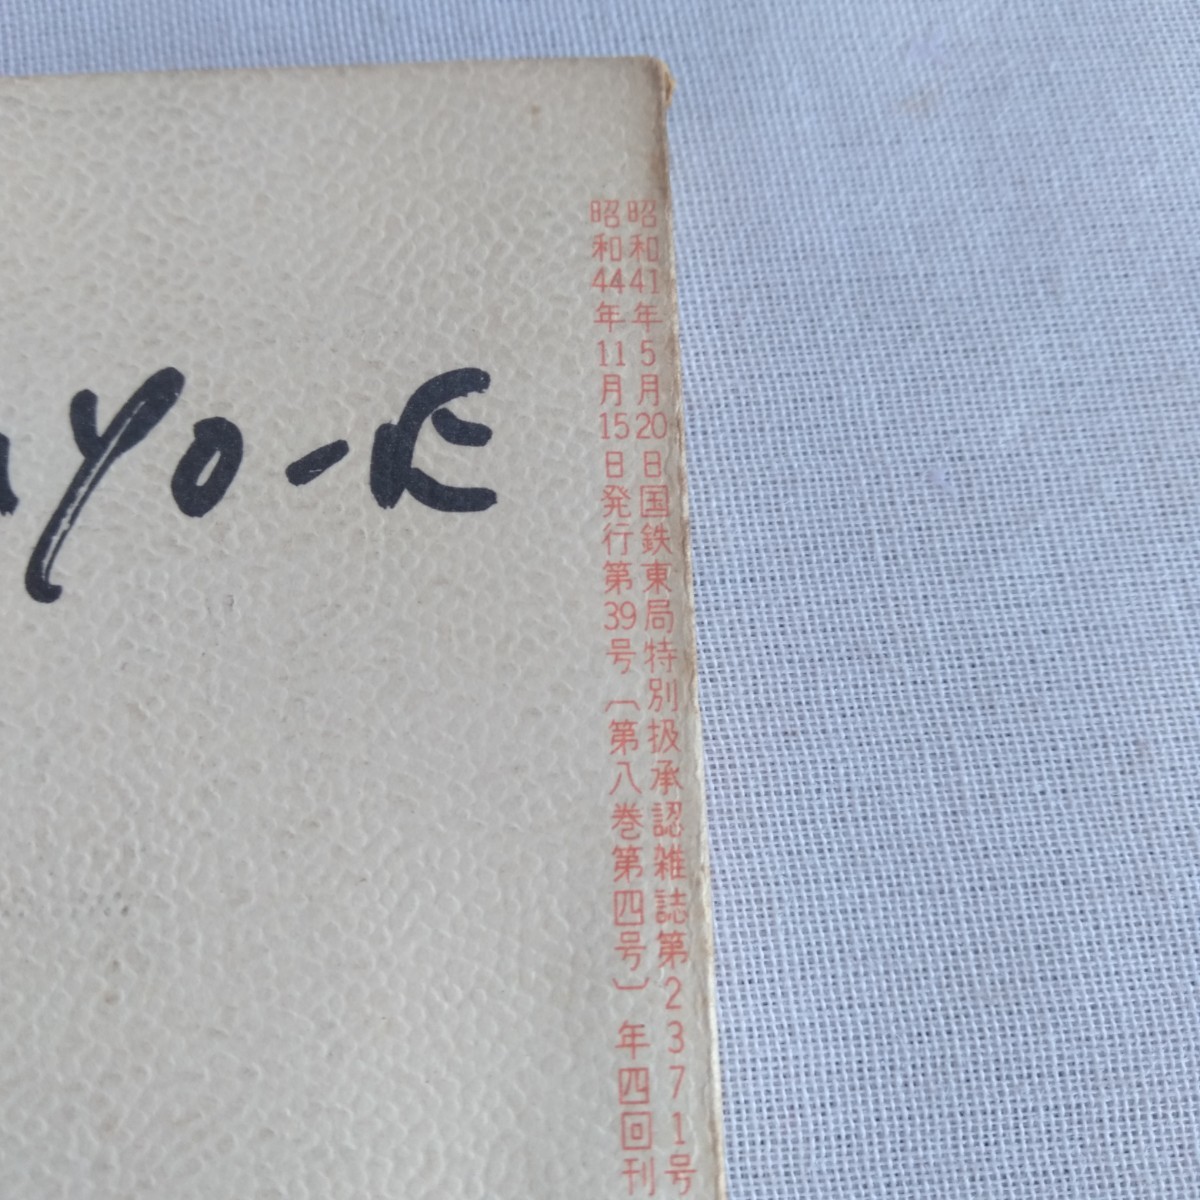 昭和41年5月20日国鉄東局特別扱承認雑誌第2371号
昭和44年11月15日発行第39号〔第八巻第四号〕年四回刊